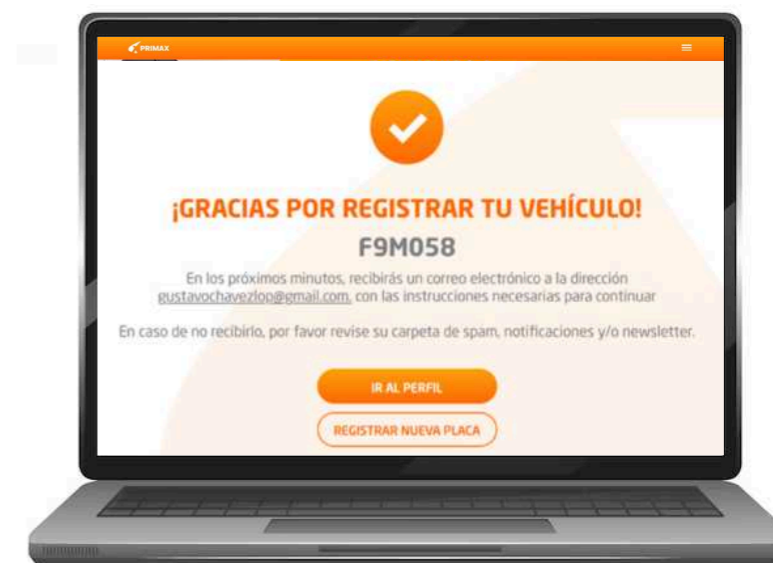 PRIMAX
¡GRACIAS POR REGISTRAR TU VEHÍCULO!
F9M058
En los próximos minutos, recibirás un correo electrónico a la dirección
gustavochavezlop@gmail.com, con las instrucciones necesarias para continuar
En caso de no recibirlo, por favor revise su carpeta de spam, notificaciones y/o newsletter.
IR AL PERFIL
REGISTRAR NUEVA PLACA